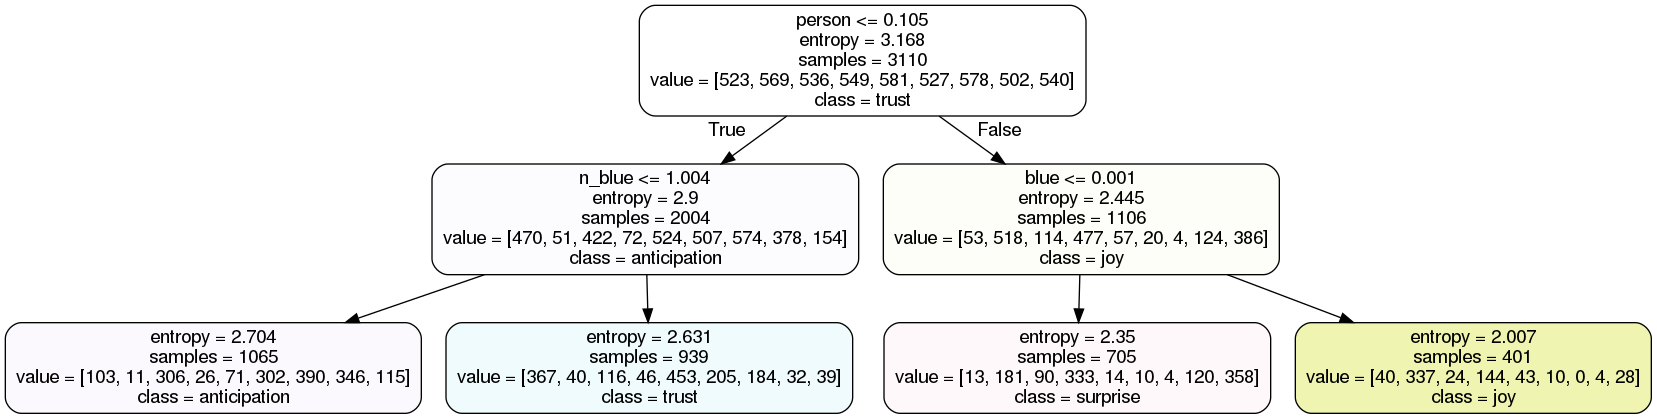 person <= 0.105
entropy = 3.168
samples = 3110
value = [523, 569, 536, 549, 581, 527, 578, 502, 540]
class = trust
True
False
n_blue <= 1.004
entropy = 2.9
samples = 2004
value = [470, 51, 422, 72, 524, 507, 574, 378, 154]
class = anticipation
blue <= 0.001
entropy = 2.445
samples = 1106
value = [53, 518, 114, 477, 57, 20, 4, 124, 386]
class = joy
entropy = 2.704
samples = 1065
value = [103, 11, 306, 26, 71, 302, 390, 346, 115]
class = anticipation
entropy = 2.631
samples = 939
value = [367, 40, 116, 46, 453, 205, 184, 32, 39]
class = trust
entropy = 2.35
samples = 705
value = [13, 181, 90, 333, 14, 10, 4, 120, 358]
class = surprise
entropy = 2.007
samples = 401
value = [40, 337, 24, 144, 43, 10, 0, 4, 28]
class = joy